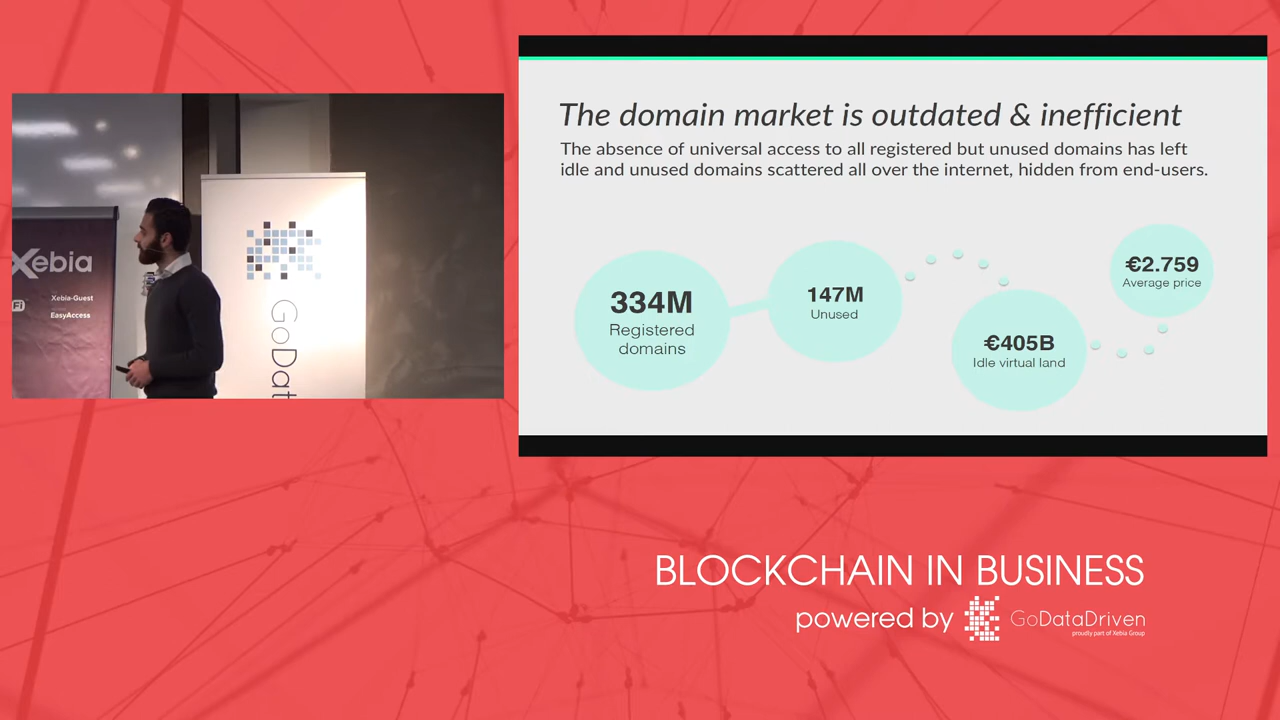 Xebia
Fi
Xebia-Guest
EasyAccess
GoDat
The domain market is outdated & inefficient
The absence of universal access to all registered but unused domains has left
idle and unused domains scattered all over the internet, hidden from end-users.
334M
Registered
domains
147M
Unused
€405B
Idle virtual land
€2.759
Average price
BLOCKCHAIN IN BUSINESS
powered by GoDataDriven
proudly part of Xebia Group